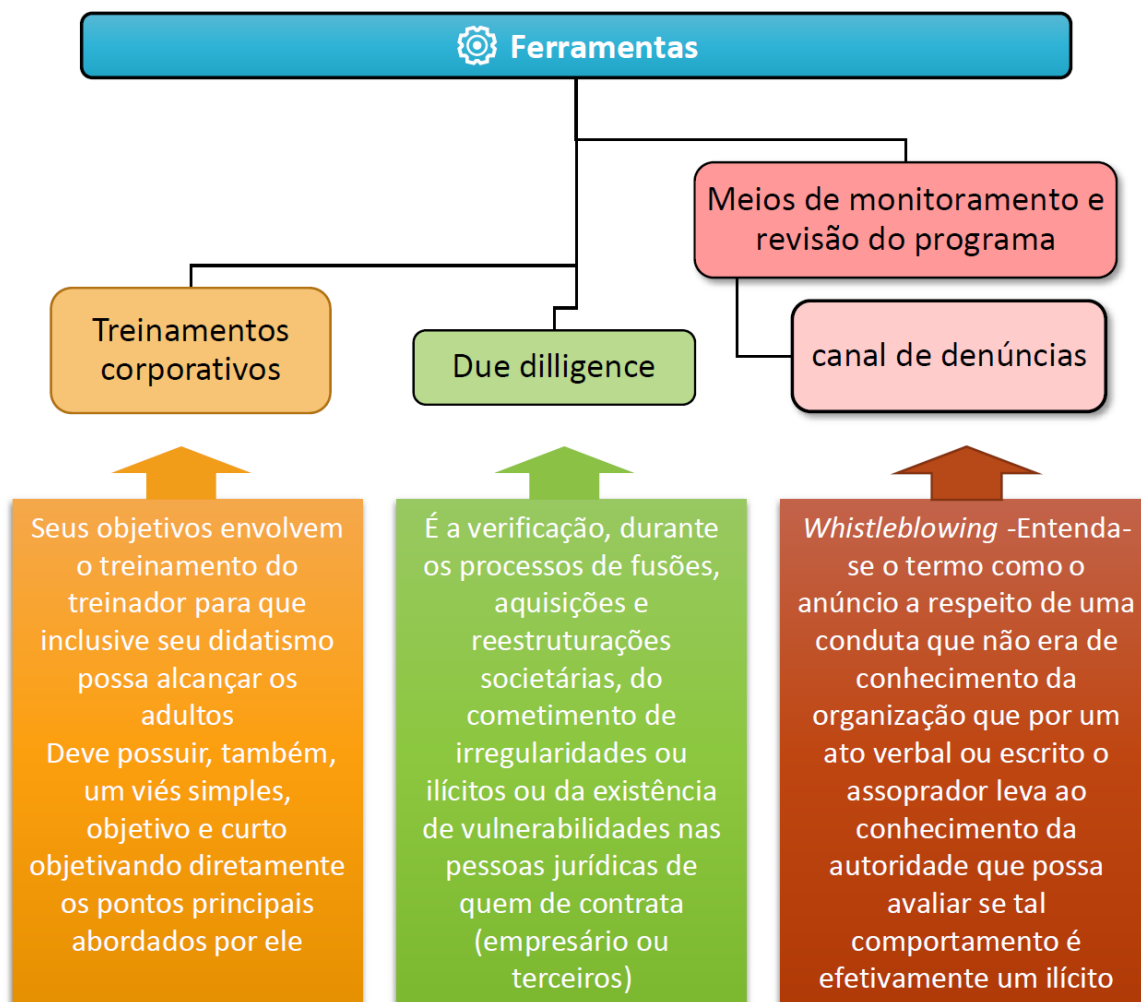 Ferramentas
Meios de monitoramento e
revisão do programa
Treinamentos
corporativos
Due dilligence
canal de denúncias
Seus objetivos envolvem
o treinamento do
treinador para que
inclusive seu didatismo
possa alcançar os
adultos
Deve possuir, também,
um viés simples,
objetivo e curto
objetivando diretamente
os pontos principais
abordados por ele
É a verificação, durante
os processos de fusões,
aquisições e
reestruturações
societárias, do
cometimento de
irregularidades ou
ilícitos ou da existência
de vulnerabilidades nas
pessoas jurídicas de
quem de contrata
(empresário ou
terceiros)
Whistleblowing -Entenda-
se o termo como o
anúncio a respeito de uma
conduta que não era de
conhecimento da
organização que por um
ato verbal ou escrito o
assoprador leva ao
conhecimento da
autoridade que possa
avaliar se tal
comportamento é
efetivamente um ilícito